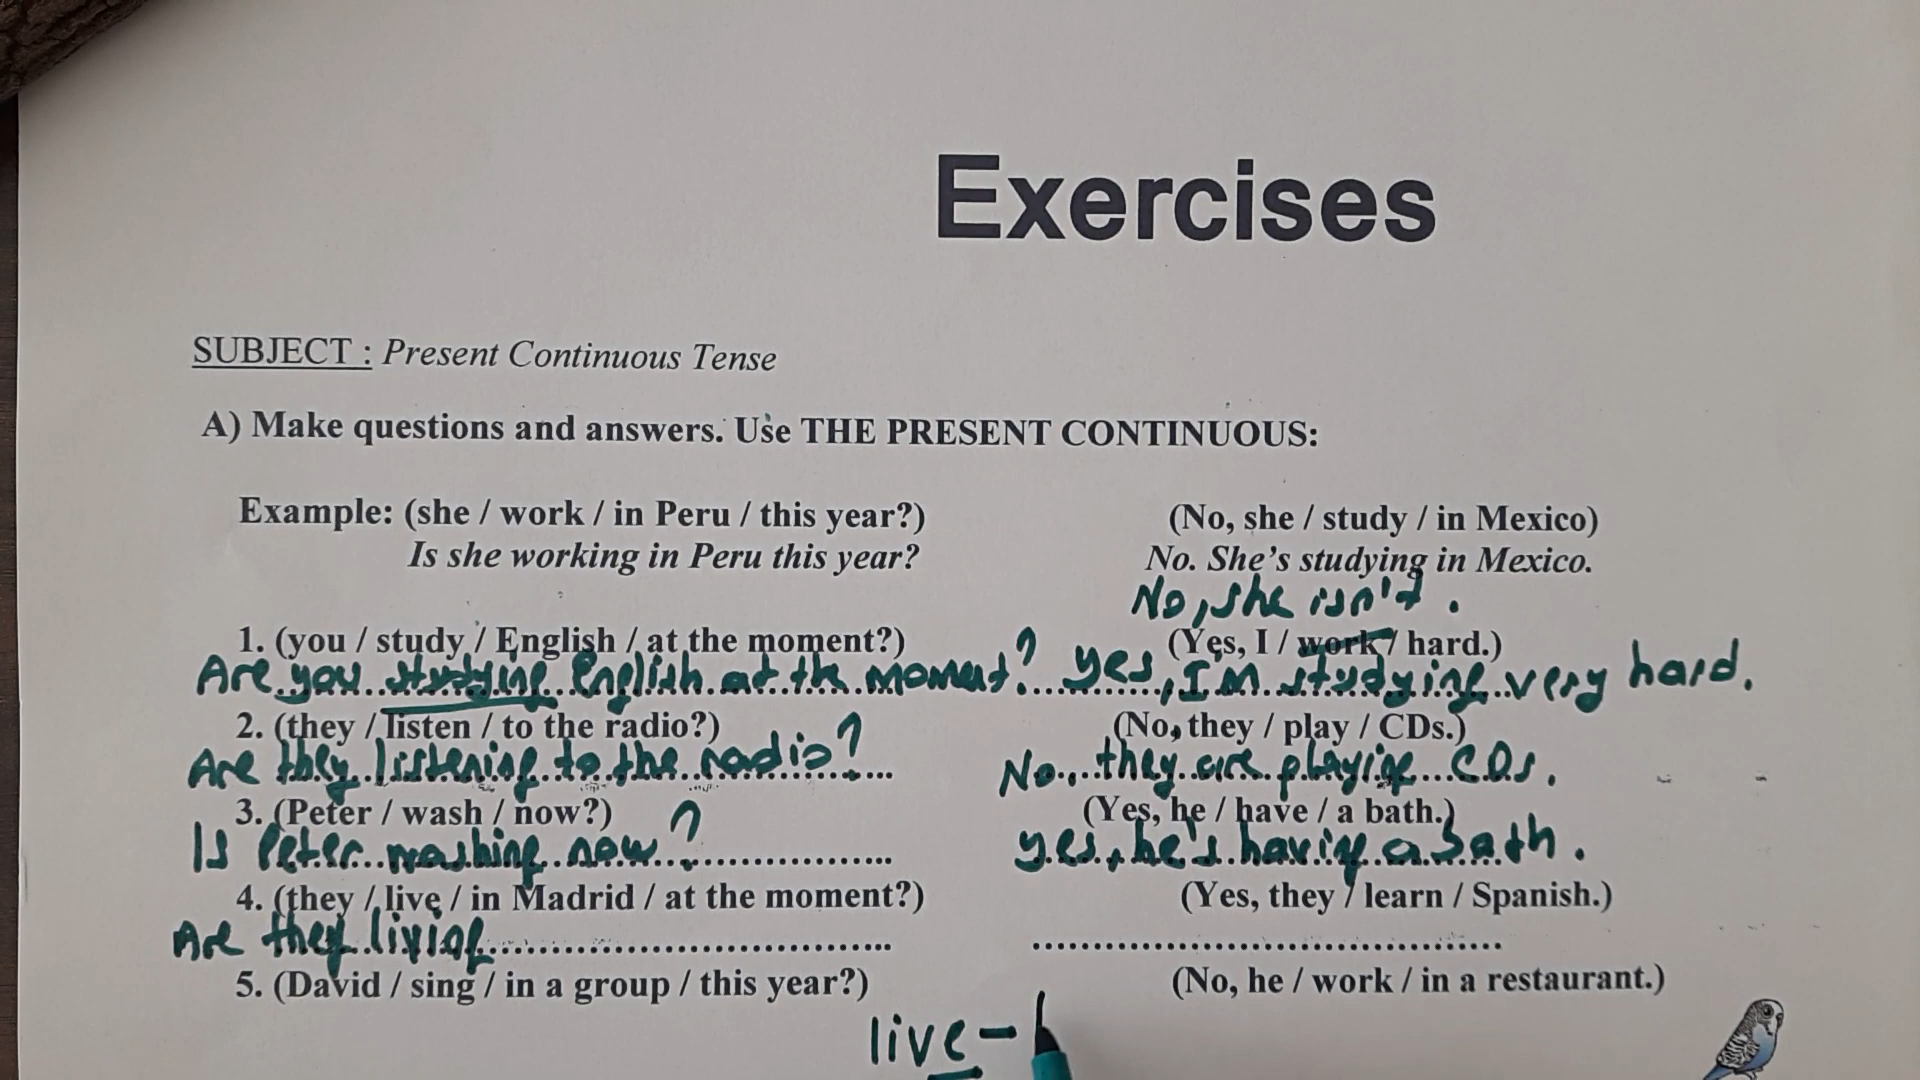 Exercises
SUBJECT : Present Continuous Tense
A) Make questions and answers. Use THE PRESENT CONTINUOUS:
Example: (she / work / in Peru / this year?) (No, she / study / in Mexico)
Is she working in Peru this year? No. She's studying in Mexico.
No, she isn't.
1. (you / study / English / at the moment?) (Yes, I / work / hard.)
Are you studying English at the moment? yes, I'm studying very hard.
2. (they / listen / to the radio?) (No, they / play / CDs.)
Are they listening to the radio? No, they are playing CDs.
3. (Peter / wash / now?) (Yes, he / have / a bath.)
Is Peter washing now? yes, he's having a bath.
4. (they / live / in Madrid / at the moment?) (Yes, they / learn / Spanish.)
Are they living
5. (David / sing / in a group / this year?) (No, he / work / in a restaurant.)
live - l